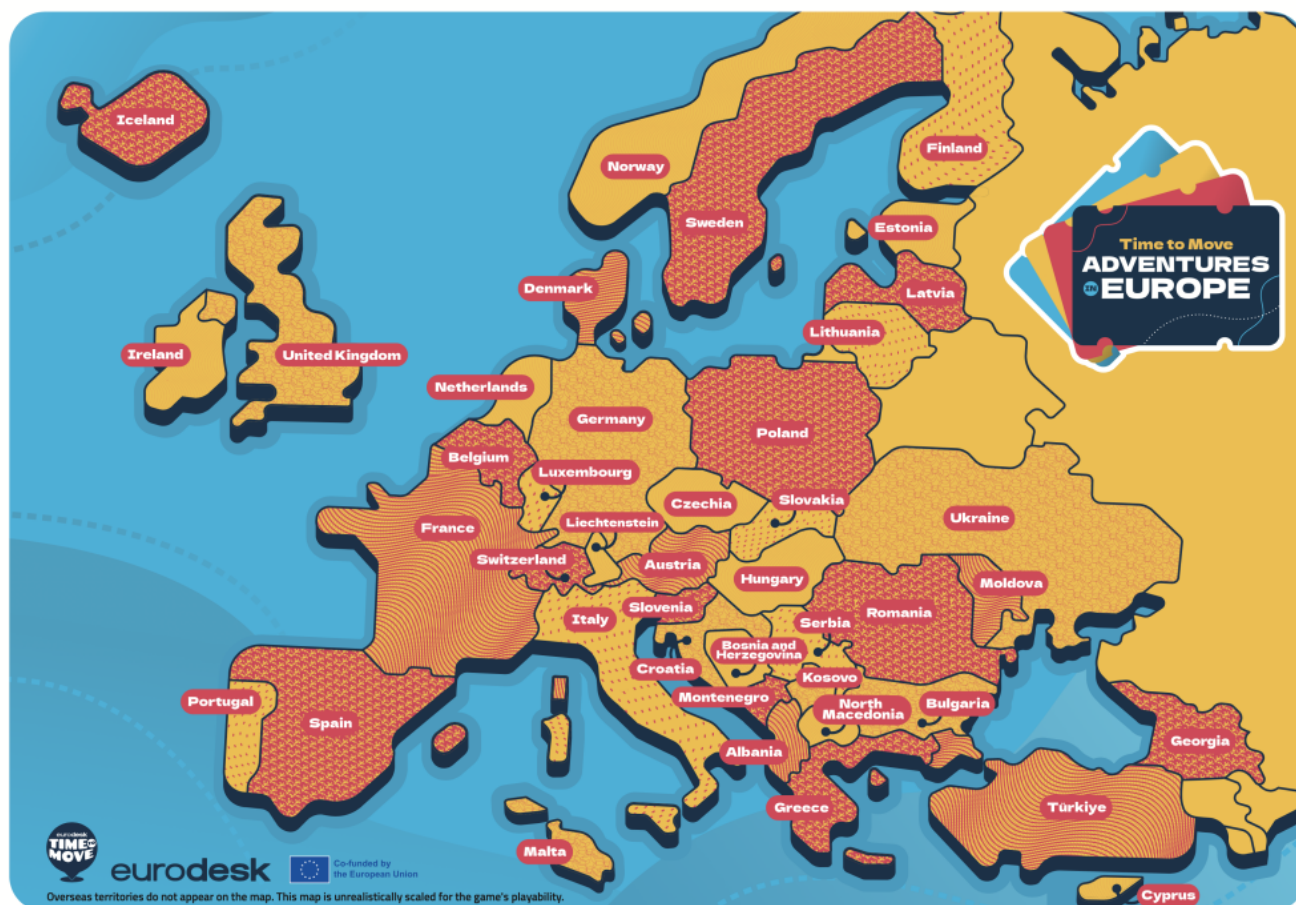 Iceland
Norway
Finland
Sweden
Estonia
Time to Move
ADVENTURES
IN EUROPE
Denmark
Latvia
Lithuania
Ireland
United Kingdom
Netherlands
Germany
Poland
Belgium
Luxembourg
Czechia
Slovakia
Ukraine
France
Liechtenstein
Switzerland
Austria
Hungary
Moldova
Slovenia
Romania
Italy
Serbia
Bosnia and
Herzegovina
Croatia
Kosovo
Portugal
Montenegro
North
Macedonia
Bulgaria
Spain
Albania
Georgia
Greece
Türkiye
Malta
Cyprus
eurodesk
TIME TO
MOVE
eurodesk
Co-funded by
the European Union
Overseas territories do not appear on the map. This map is unrealistically scaled for the game's playability.